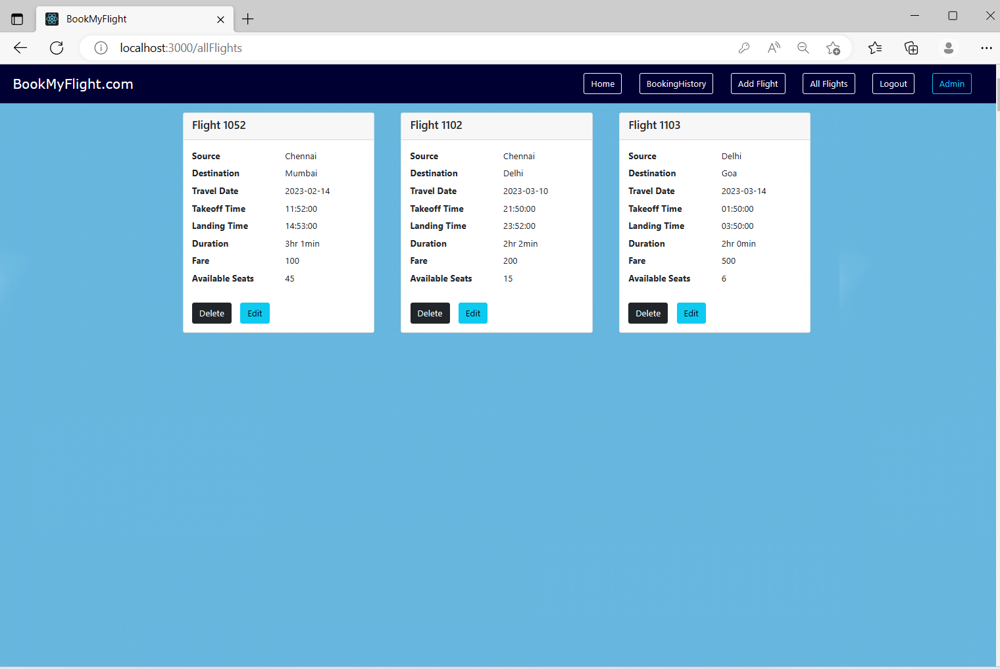 BookMyFlight
localhost:3000/allFlights
BookMyFlight.com Home BookingHistory Add Flight All Flights Logout Admin
Flight 1052
Source Chennai
Destination Mumbai
Travel Date 2023-02-14
Takeoff Time 11:52:00
Landing Time 14:53:00
Duration 3hr 1min
Fare 100
Available Seats 45
Delete Edit
Flight 1102
Source Chennai
Destination Delhi
Travel Date 2023-03-10
Takeoff Time 21:50:00
Landing Time 23:52:00
Duration 2hr 2min
Fare 200
Available Seats 15
Delete Edit
Flight 1103
Source Delhi
Destination Goa
Travel Date 2023-03-14
Takeoff Time 01:50:00
Landing Time 03:50:00
Duration 2hr 0min
Fare 500
Available Seats 6
Delete Edit